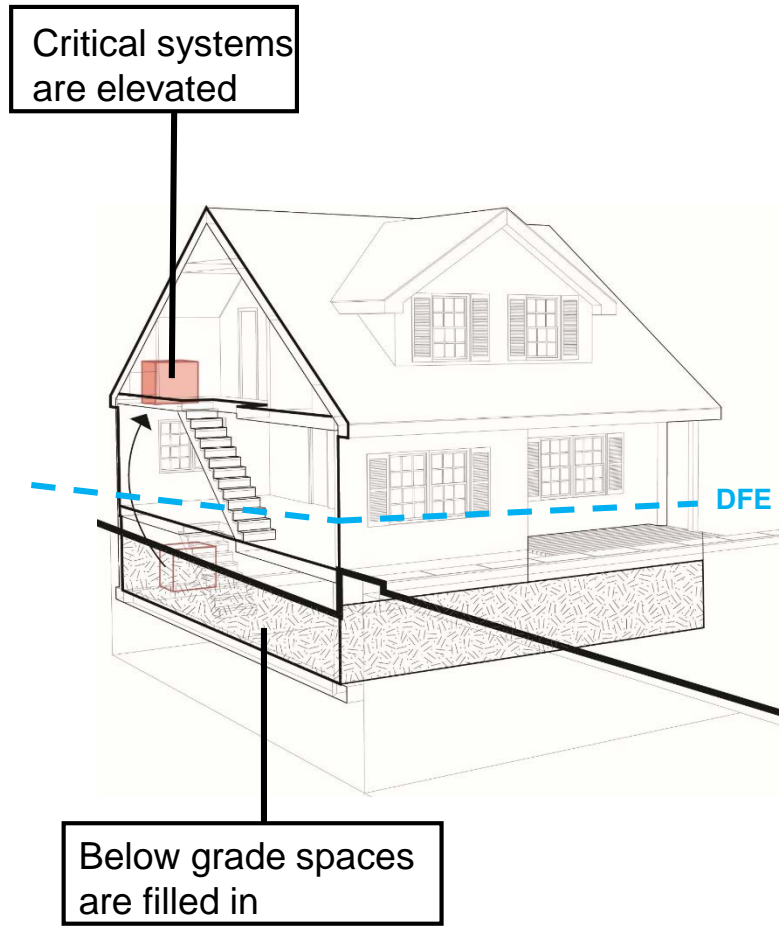 Critical systems
are elevated
DFE
Below grade spaces
are filled in